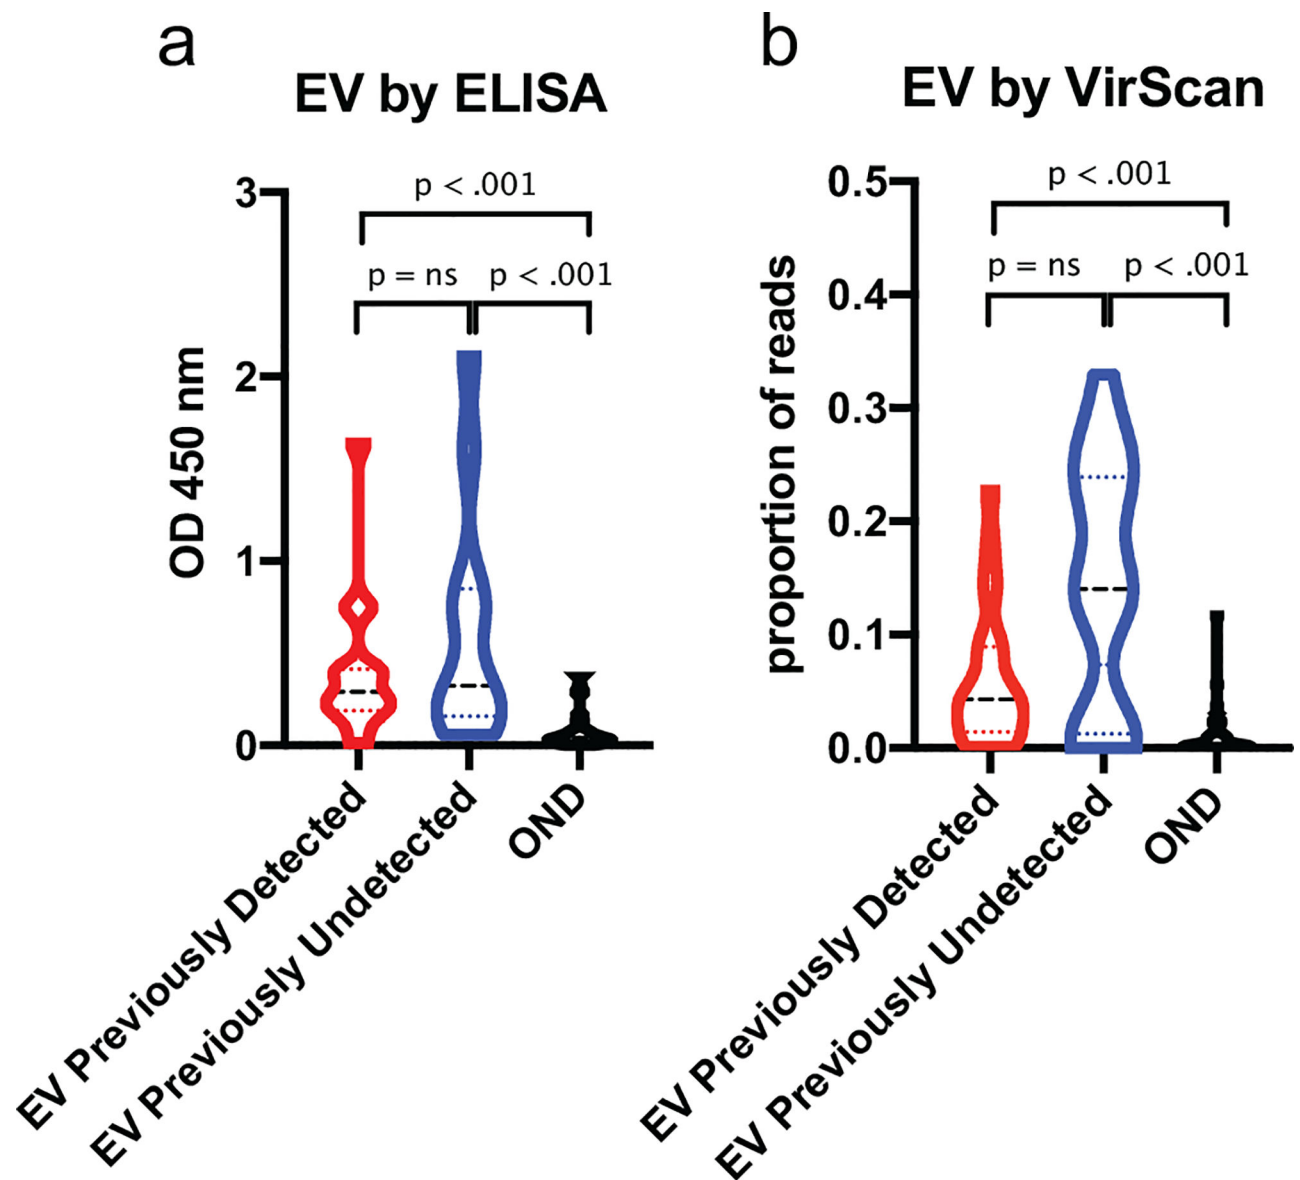 a
EV by ELISA
OD 450 nm
3
2
1
0
p < .001
p = ns
p < .001
EV Previously Detected
EV Previously Undetected
OND
b
EV by VirScan
proportion of reads
0.5
0.4
0.3
0.2
0.1
0.0
p < .001
p = ns
p < .001
EV Previously Detected
EV Previously Undetected
OND